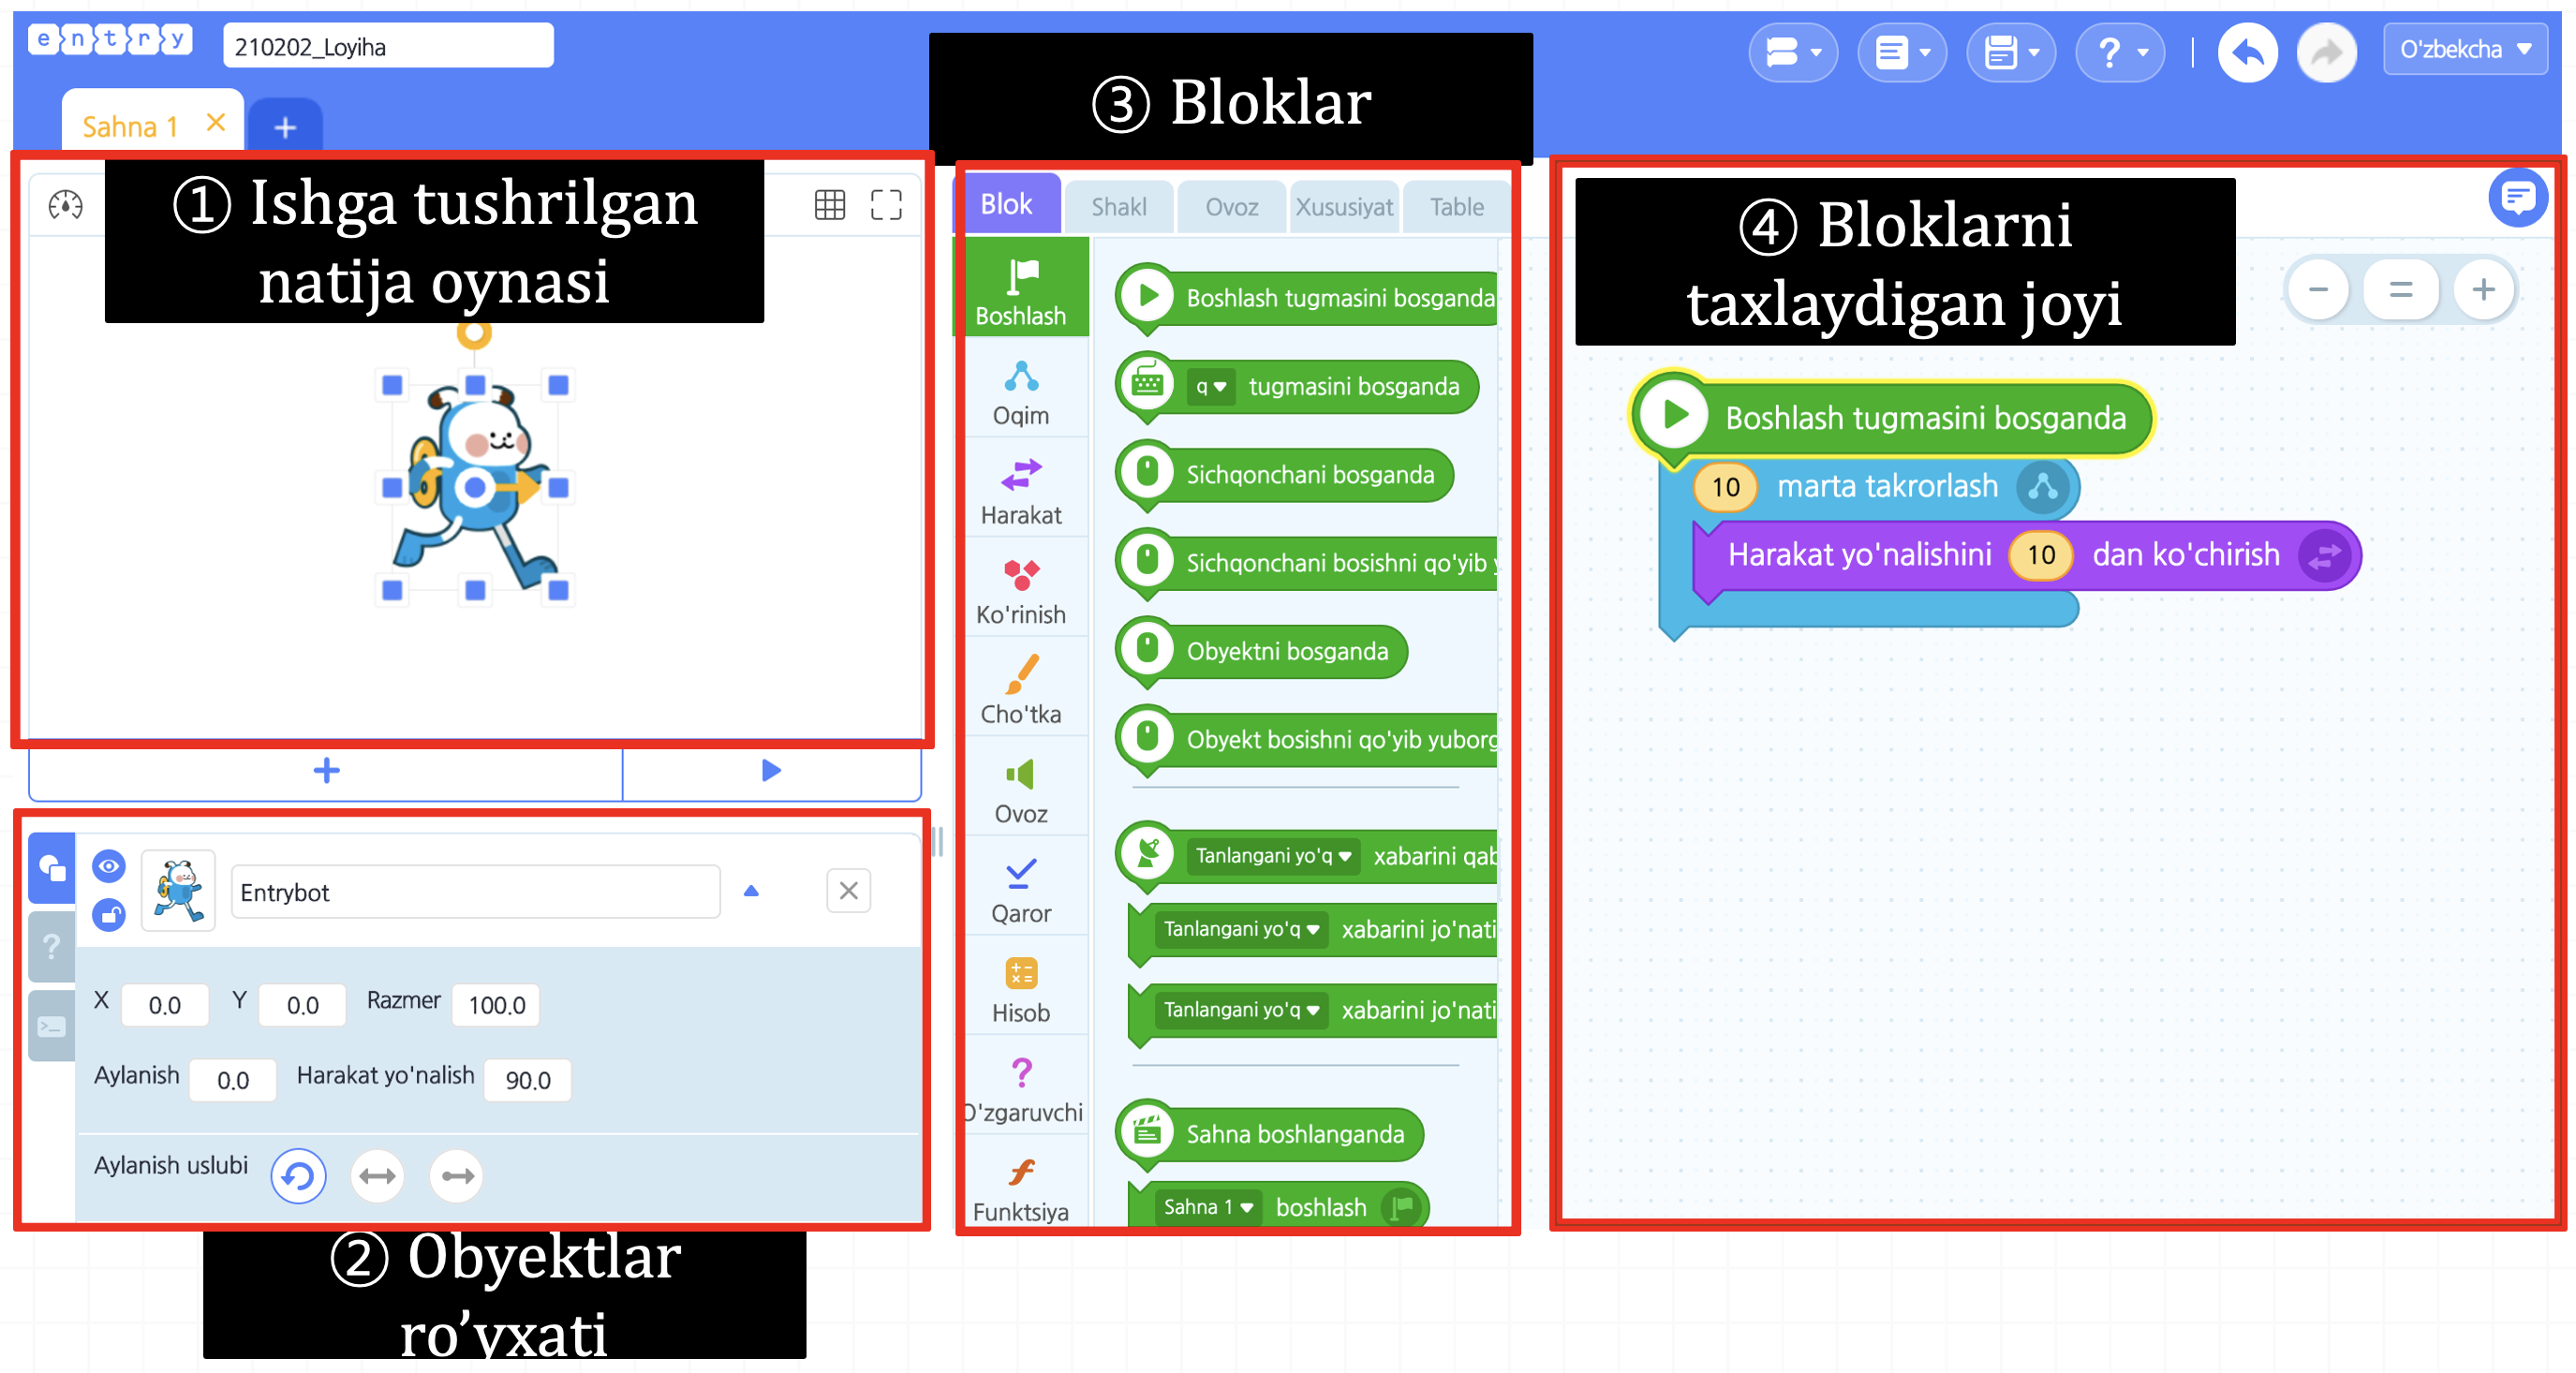 entry
210202_Loyiha
O'zbekcha
Sahna 1
① Ishga tushrilgan
natija oynasi
③ Bloklar
④ Bloklarni
taxlaydigan joyi
② Obyektlar
ro’yxati
Blok
Shakl
Ovoz
Xususiyat
Table
Boshlash
Oqim
Harakat
Ko'rinish
Cho'tka
Ovoz
Qaror
Hisob
O'zgaruvchi
Funktsiya
Boshlash tugmasini bosganda
q tugmasini bosganda
Sichqonchani bosganda
Sichqonchani bosishni qo'yib
Obyektni bosganda
Obyekt bosishni qo'yib yuborg
Tanlangani yo'q xabarini qab
Tanlangani yo'q xabarini jo'nati
Tanlangani yo'q xabarini jo'nati
Sahna boshlanganda
Sahna 1 boshlash
Boshlash tugmasini bosganda
10 marta takrorlash
Harakat yo'nalishini 10 dan ko'chirish
Entrybot
X 0.0 Y 0.0 Razmer 100.0
Aylanish 0.0 Harakat yo'nalish 90.0
Aylanish uslubi